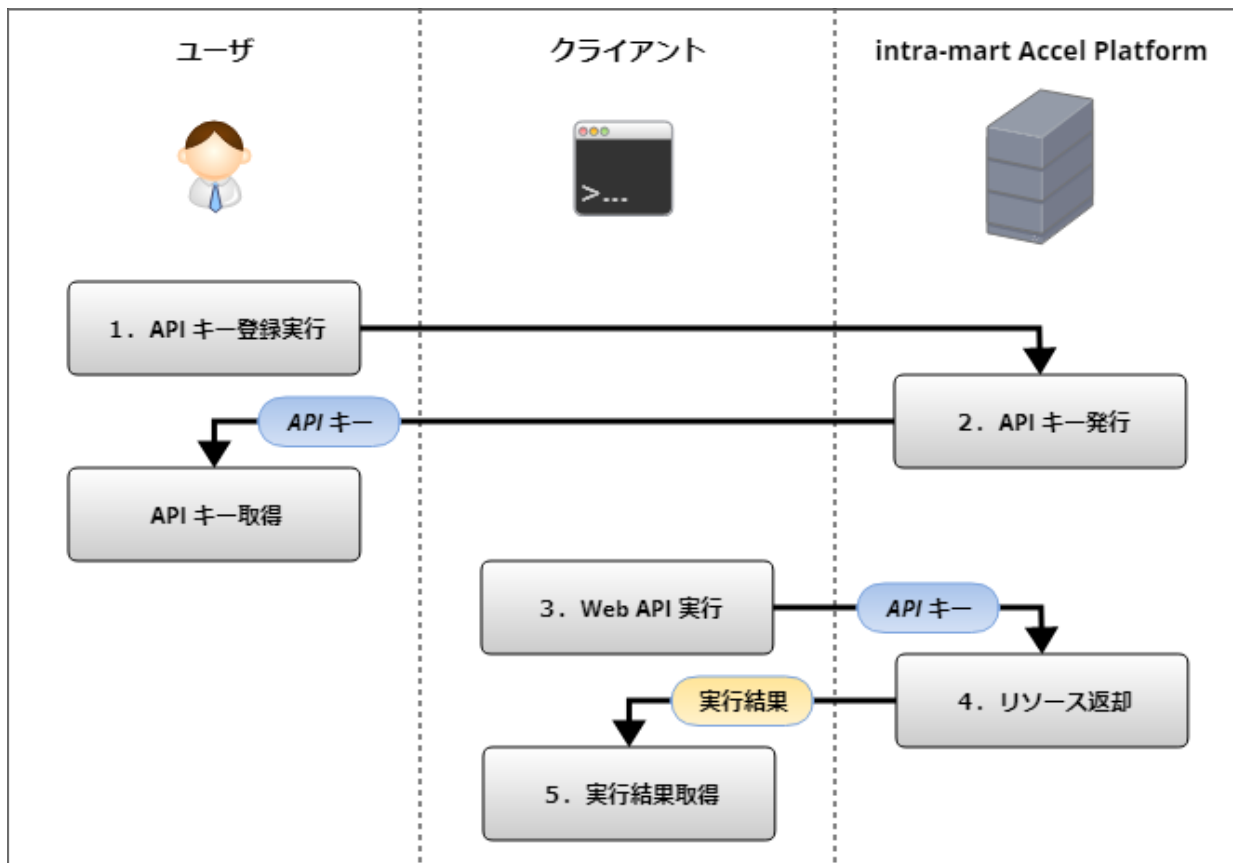 ユーザ
クライアント
intra-mart Accel Platform
>...
1．API キー登録実行
2．API キー発行
API キー
API キー取得
3．Web API 実行
API キー
4．リソース返却
実行結果
5．実行結果取得